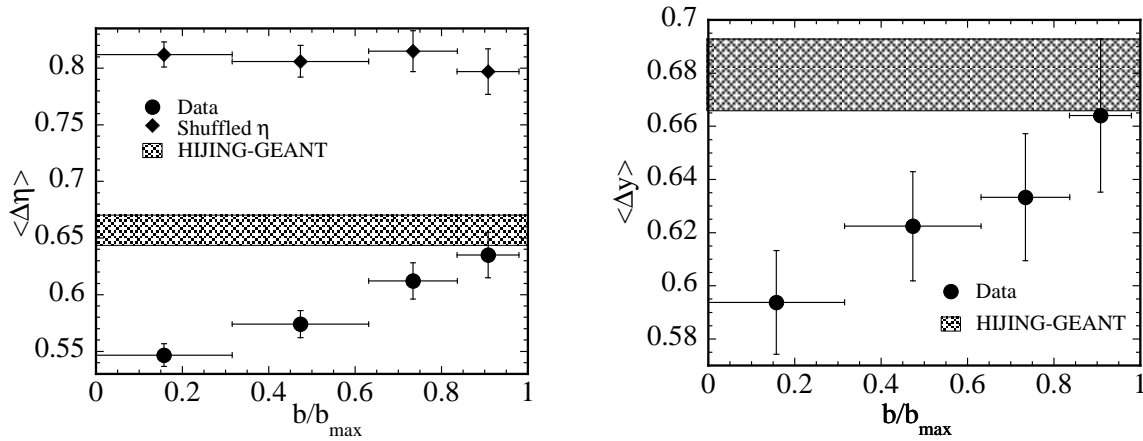 0.8
0.75
0.7
0.65
0.6
0.55
<Δη>
Data
Shuffled η
HIJING-GEANT
0 0.2 0.4 0.6 0.8 1
b/b_max
0.7
0.68
0.66
0.64
0.62
0.6
0.58
<Δy>
Data
HIJING-GEANT
0 0.2 0.4 0.6 0.8 1
b/b_max